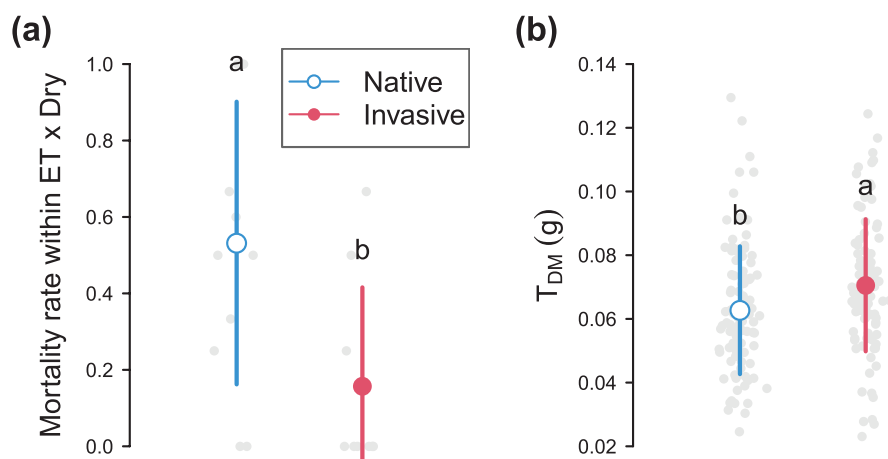 (a)
Mortality rate within ET x Dry
1.0
0.8
0.6
0.4
0.2
0.0
a
b
Native
Invasive
(b)
T_DM (g)
0.14
0.12
0.10
0.08
0.06
0.04
0.02
b
a